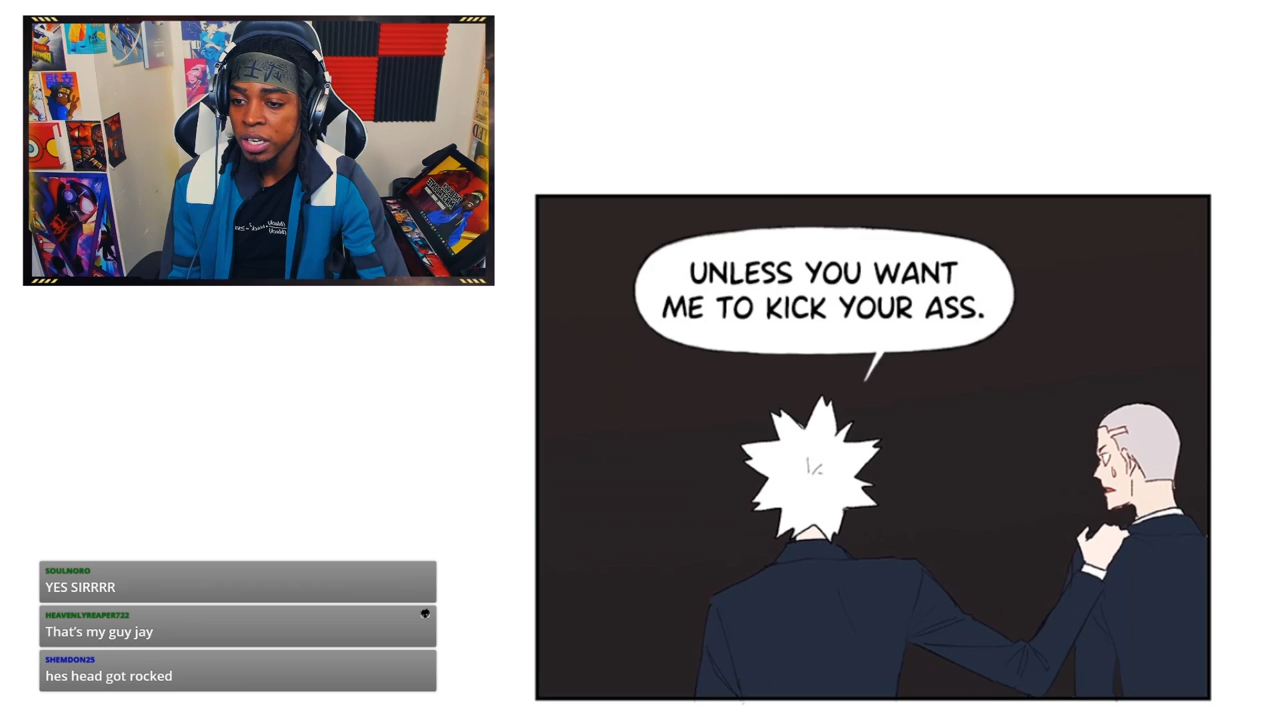 UNLESS YOU WANT
ME TO KICK YOUR ASS.
SOULNORD
YES SIRRRR
HEAVENLYREAPER722
That's my guy jay
SHEMDON25
hes head got rocked